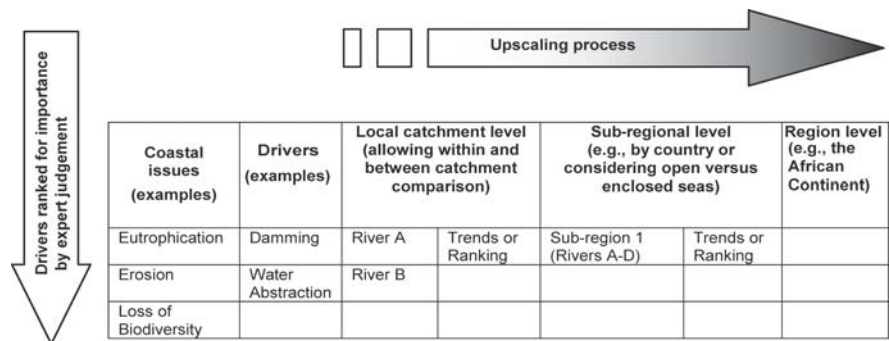 Upscaling process
Drivers ranked for importance
by expert judgement
Coastal
issues
(examples)
Drivers
(examples)
Local catchment level
(allowing within and
between catchment
comparison)
Sub-regional level
(e.g., by country or
considering open versus
enclosed seas)
Region level
(e.g., the
African
Continent)
Eutrophication
Damming
River A
Trends or
Ranking
Sub-region 1
(Rivers A-D)
Trends or
Ranking
Erosion
Water
Abstraction
River B
Loss of
Biodiversity